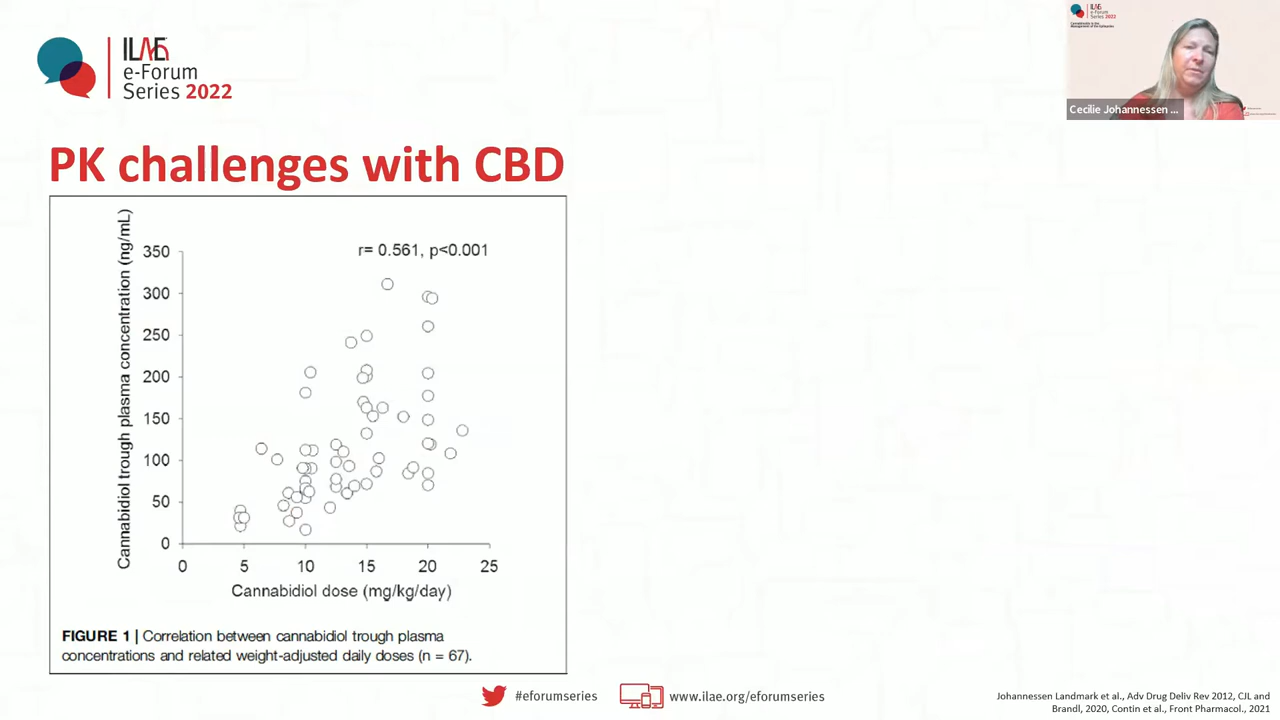 ILAE
e-Forum
Series 2022
ILAE
e-Forum
Series 2022
Cecilie Johannessen ...
PK challenges with CBD
Cannabidiol trough plasma concentration (ng/mL)
r= 0.561, p<0.001
350
300
250
200
150
100
50
0
0 5 10 15 20 25
Cannabidiol dose (mg/kg/day)
FIGURE 1 | Correlation between cannabidiol trough plasma
concentrations and related weight-adjusted daily doses (n = 67).
#eforumseries
www.ilae.org/eforumseries
Johannessen Landmark et al., Adv Drug Deliv Rev 2012, CJL and
Brandl, 2020, Contin et al., Front Pharmacol., 2021